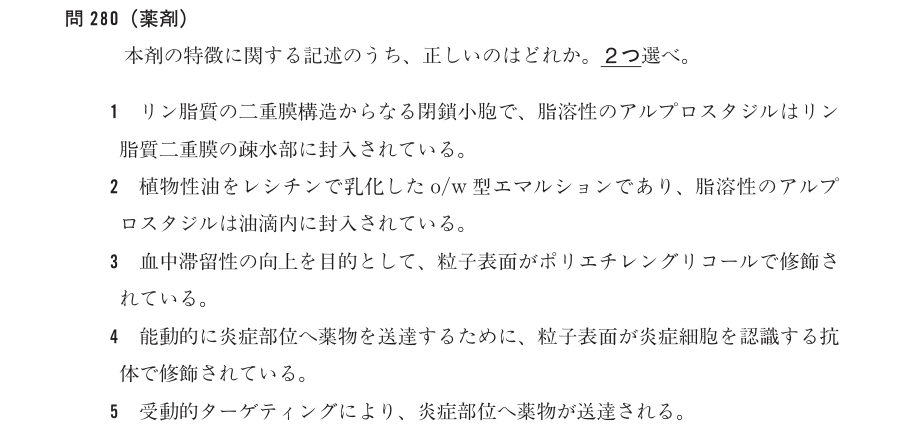 問 280（薬剤）
本剤の特徴に関する記述のうち、正しいのはどれか。２つ選べ。
1　リン脂質の二重膜構造からなる閉鎖小胞で、脂溶性のアルプロスタジルはリン
脂質二重膜の疎水部に封入されている。
2　植物性油をレシチンで乳化した o/w 型エマルションであり、脂溶性のアルプ
ロスタジルは油滴内に封入されている。
3　血中滞留性の向上を目的として、粒子表面がポリエチレングリコールで修飾さ
れている。
4　能動的に炎症部位へ薬物を送達するために、粒子表面が炎症細胞を認識する抗
体で修飾されている。
5　受動的ターゲティングにより、炎症部位へ薬物が送達される。